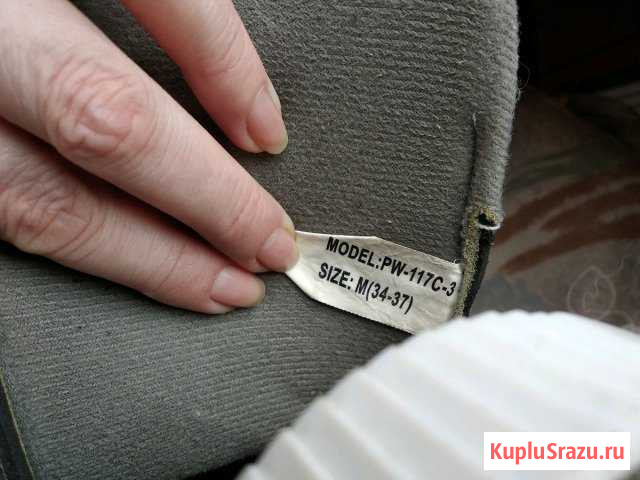 MODEL:PW-117C-3
SIZE: M(34-37)
KupluSrazu.ru